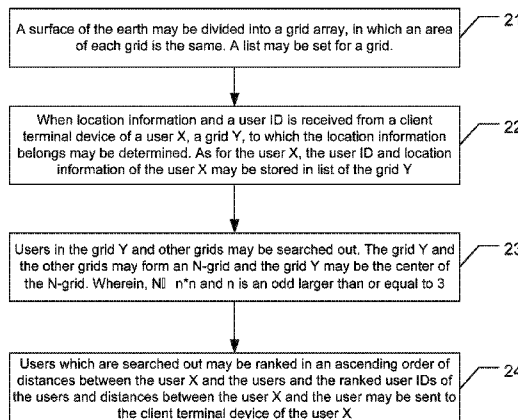 A surface of the earth may be divided into a grid array, in which an area
of each grid is the same. A list may be set for a grid.
21
When location information and a user ID is received from a client
terminal device of a user X, a grid Y, to which the location information
belongs may be determined. As for the user X, the user ID and location
information of the user X may be stored in list of the grid Y
22
Users in the grid Y and other grids may be searched out. The grid Y and
the other grids may form an N-grid and the grid Y may be the center of
the N-grid. Wherein, N▯ n*n and n is an odd larger than or equal to 3
23
Users which are searched out may be ranked in an ascending order of
distances between the user X and the users and the ranked user IDs of
the users and distances between the user X and the user may be sent to
the client terminal device of the user X
24